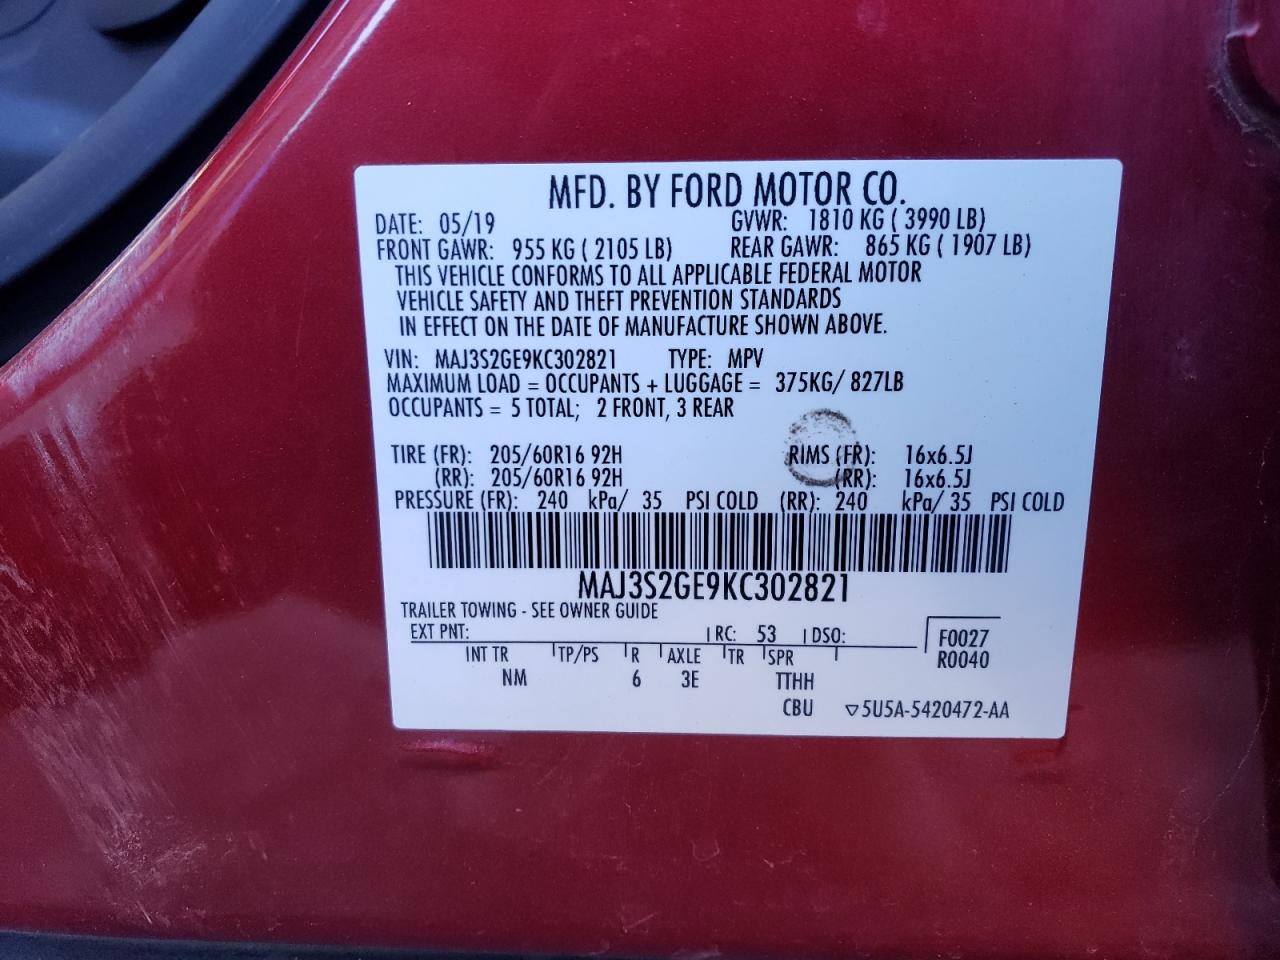 MFD. BY FORD MOTOR CO.
DATE: 05/19 GVWR: 1810 KG ( 3990 LB)
FRONT GAWR: 955 KG ( 2105 LB) REAR GAWR: 865 KG ( 1907 LB)
THIS VEHICLE CONFORMS TO ALL APPLICABLE FEDERAL MOTOR
VEHICLE SAFETY AND THEFT PREVENTION STANDARDS
IN EFFECT ON THE DATE OF MANUFACTURE SHOWN ABOVE.
VIN: MAJ3S2GE9KC302821 TYPE: MPV
MAXIMUM LOAD = OCCUPANTS + LUGGAGE = 375KG/ 827LB
OCCUPANTS = 5 TOTAL; 2 FRONT, 3 REAR
TIRE (FR): 205/60R16 92H RIMS (FR): 16x6.5J
(RR): 205/60R16 92H (RR): 16x6.5J
PRESSURE (FR): 240 kPa/ 35 PSI COLD (RR): 240 kPa/ 35 PSI COLD
MAJ3S2GE9KC302821
TRAILER TOWING - SEE OWNER GUIDE
EXT PNT: RC: 53 DSO: F0027
INT TR TP/PS R AXLE TR SPR R0040
NM 6 3E TTHH
CBU ▽5U5A-5420472-AA